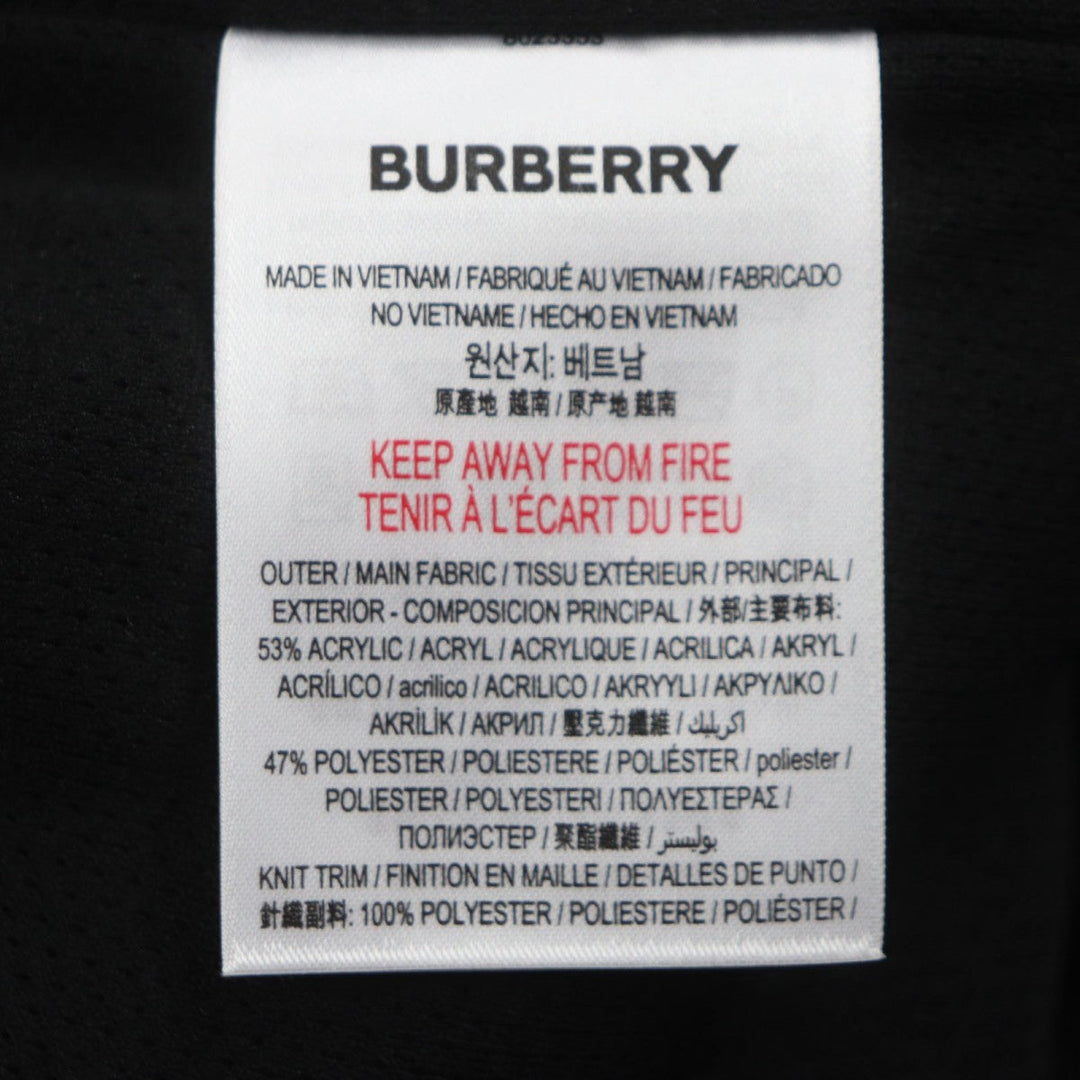 BURBERRY
MADE IN VIETNAM / FABRIQUÉ AU VIETNAM / FABRICADO
NO VIETNAME / HECHO EN VIETNAM
원산지: 베트남
原產地 越南 / 原产地 越南
KEEP AWAY FROM FIRE
TENIR À L'ÉCART DU FEU
OUTER / MAIN FABRIC / TISSU EXTÉRIEUR / PRINCIPAL /
EXTERIOR - COMPOSICION PRINCIPAL / 外部/主要布料:
53% ACRYLIC / ACRYL / ACRYLIQUE / ACRILICA / AKRYL /
ACRÍLICO / acrilico / ACRILICO / AKRYYLI / ΑΚΡΥΛΙΚΟ /
AKRİLİK / АКРИЛ / 壓克力纖維 / اكريليك
47% POLYESTER / POLIESTERE / POLIÉSTER / poliester /
POLIESTER / POLYESTERI / ΠΟΛΥΕΣΤΕΡΑΣ /
ПОЛИЭСТЕР / 聚酯纖維 / بوليستر
KNIT TRIM / FINITION EN MAILLE / DETALLES DE PUNTO /
針織副料: 100% POLYESTER / POLIESTERE / POLIÉSTER /